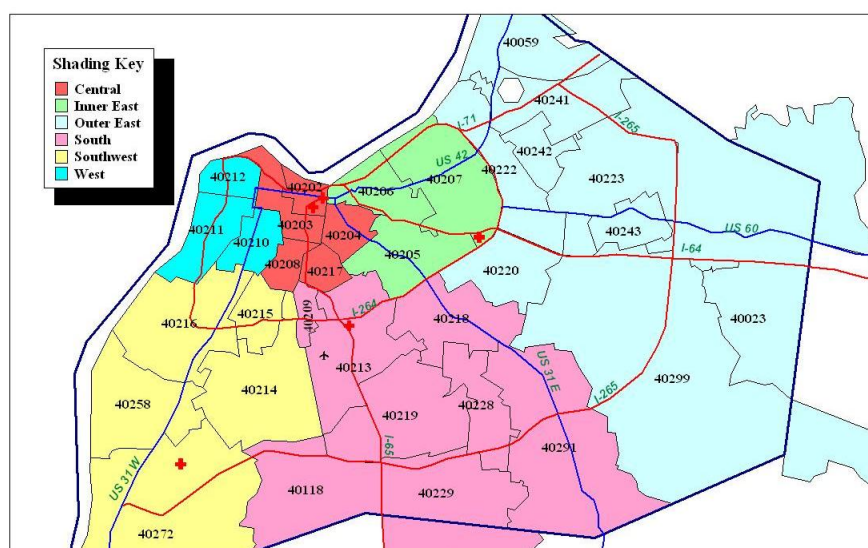 40059
Shading Key
Central
Inner East
Outer East
South
Southwest
West
40241
I-265
I-71
40242
US 42
40222
40223
40207
40212
40202
40206
40211
40203
40204
40243
US 60
40210
40205
I-64
40208
40217
40220
I-264
40209
40215
40218
40023
40216
40213
US 31 E
40299
40214
40258
I-265
40228
40219
I-65
40291
US 31 W
40118
40229
40272